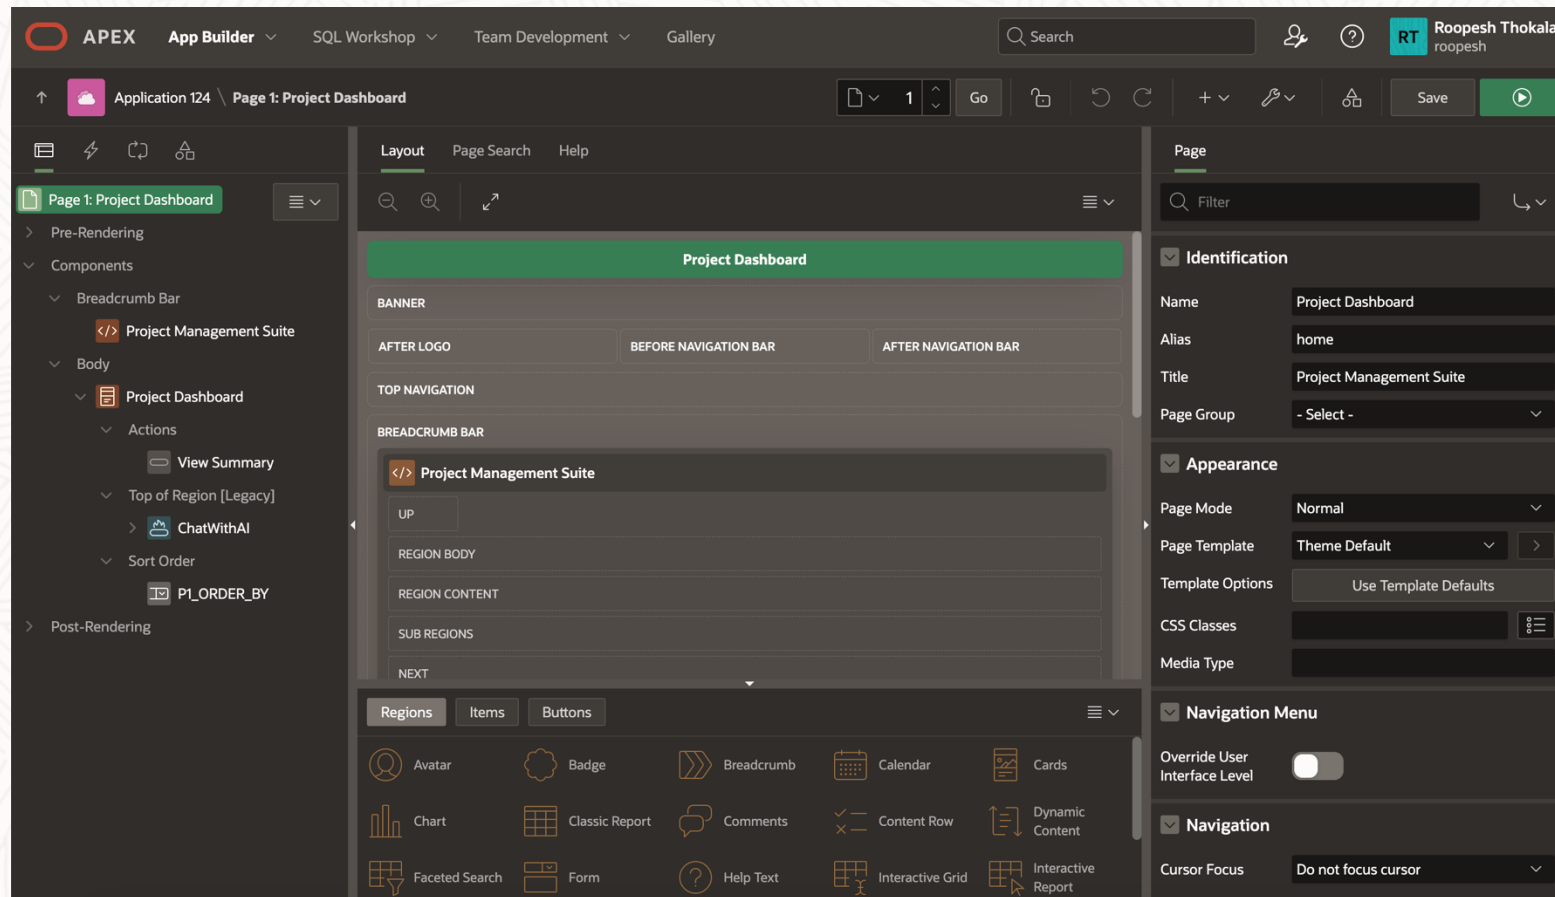 APEX App Builder SQL Workshop Team Development Gallery Search RT Roopesh Thokala
roopesh
Application 124 \ Page 1: Project Dashboard 1 Go Save
Page 1: Project Dashboard
Pre-Rendering
Components
Breadcrumb Bar
</> Project Management Suite
Body
Project Dashboard
Actions
View Summary
Top of Region [Legacy]
ChatWithAI
Sort Order
P1_ORDER_BY
Post-Rendering
Layout Page Search Help
Project Dashboard
BANNER
AFTER LOGO BEFORE NAVIGATION BAR AFTER NAVIGATION BAR
TOP NAVIGATION
BREADCRUMB BAR
</> Project Management Suite
UP
REGION BODY
REGION CONTENT
SUB REGIONS
NEXT
Regions Items Buttons
Avatar Badge Breadcrumb Calendar Cards
Chart Classic Report Comments Content Row Dynamic
Content
Faceted Search Form Help Text Interactive Grid Interactive
Report
Page
Filter
Identification
Name Project Dashboard
Alias home
Title Project Management Suite
Page Group - Select -
Appearance
Page Mode Normal
Page Template Theme Default
Template Options Use Template Defaults
CSS Classes
Media Type
Navigation Menu
Override User
Interface Level
Navigation
Cursor Focus Do not focus cursor